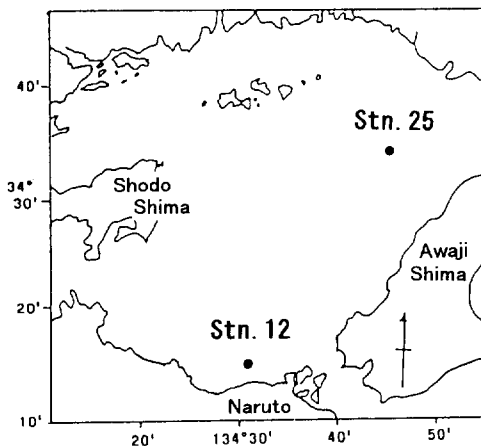 40'
Stn. 25
34°
30'
Shodo
Shima
Awaji
Shima
20'
Stn. 12
10'
Naruto
20'
134°30'
40'
50'